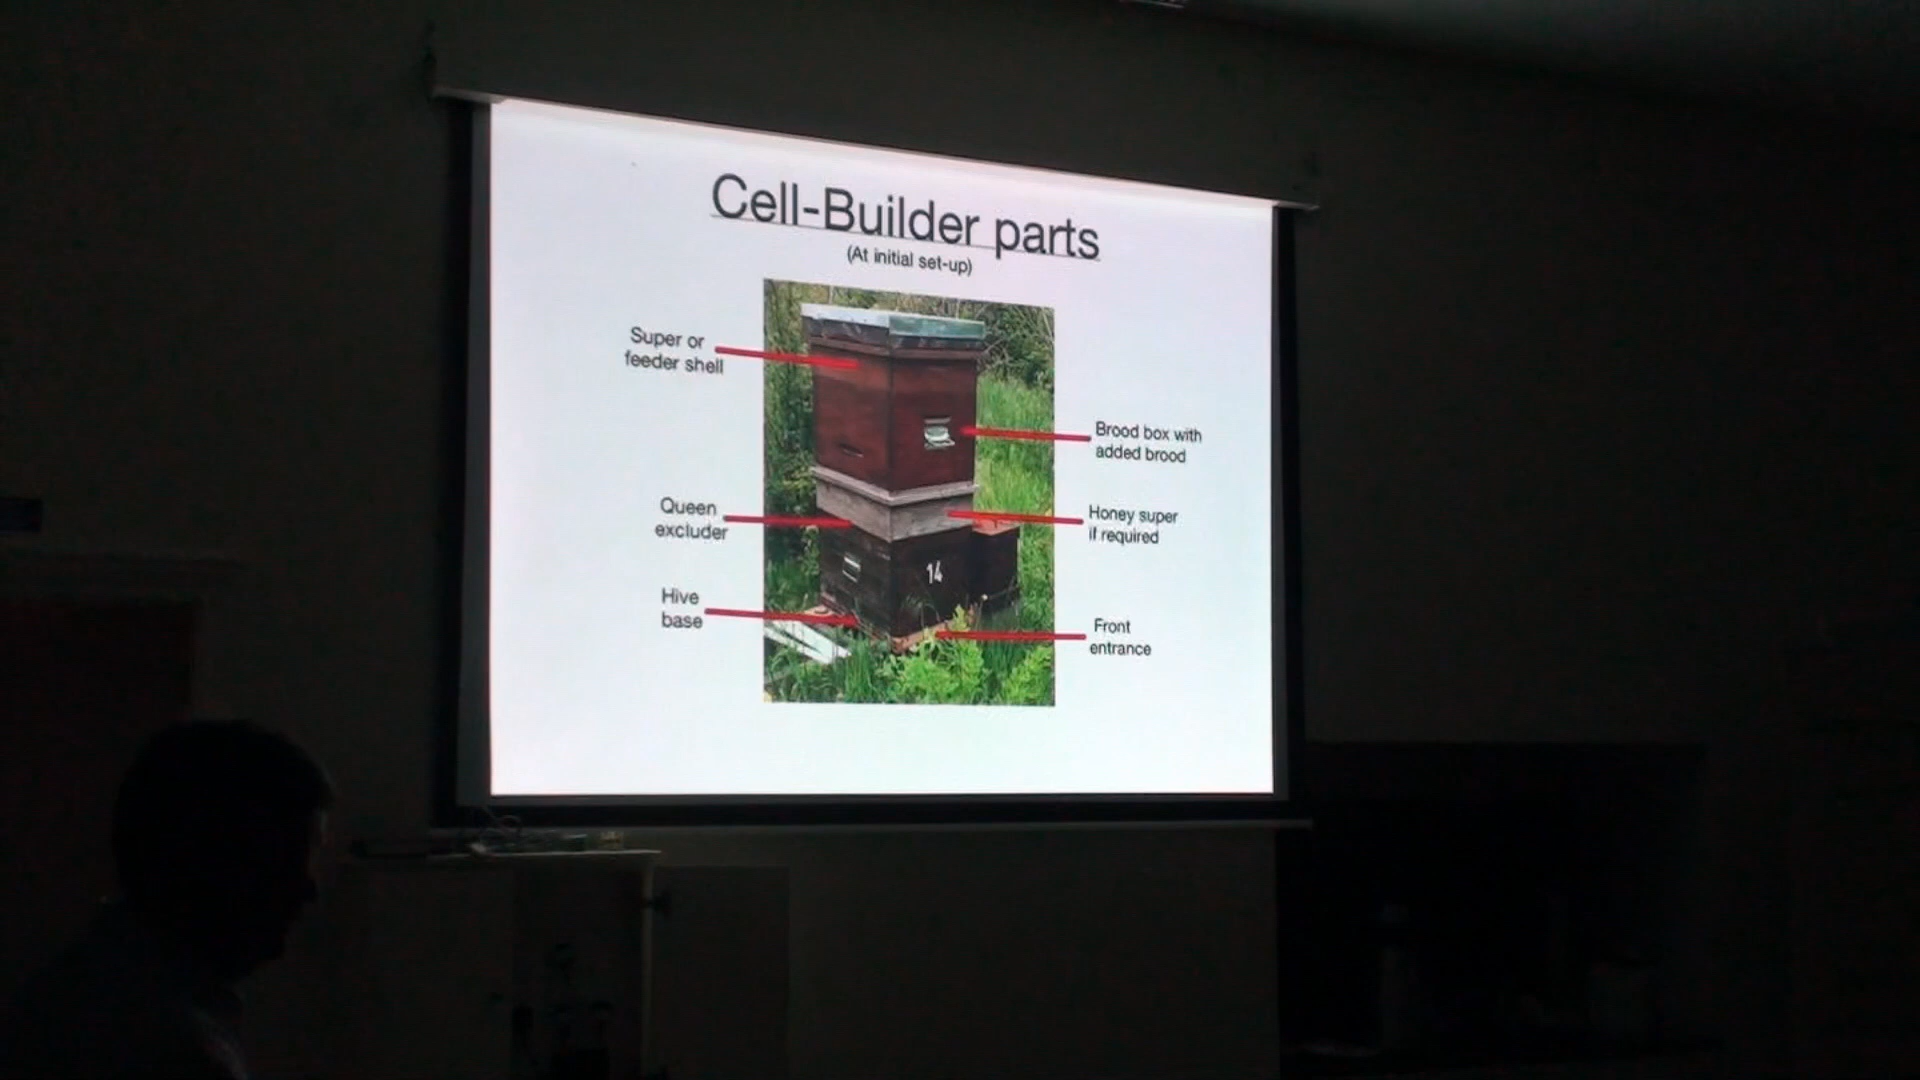 Cell-Builder parts
(At initial set-up)
Super or
feeder shell
Brood box with
added brood
Queen
excluder
Honey super
if required
14
Hive
base
Front
entrance